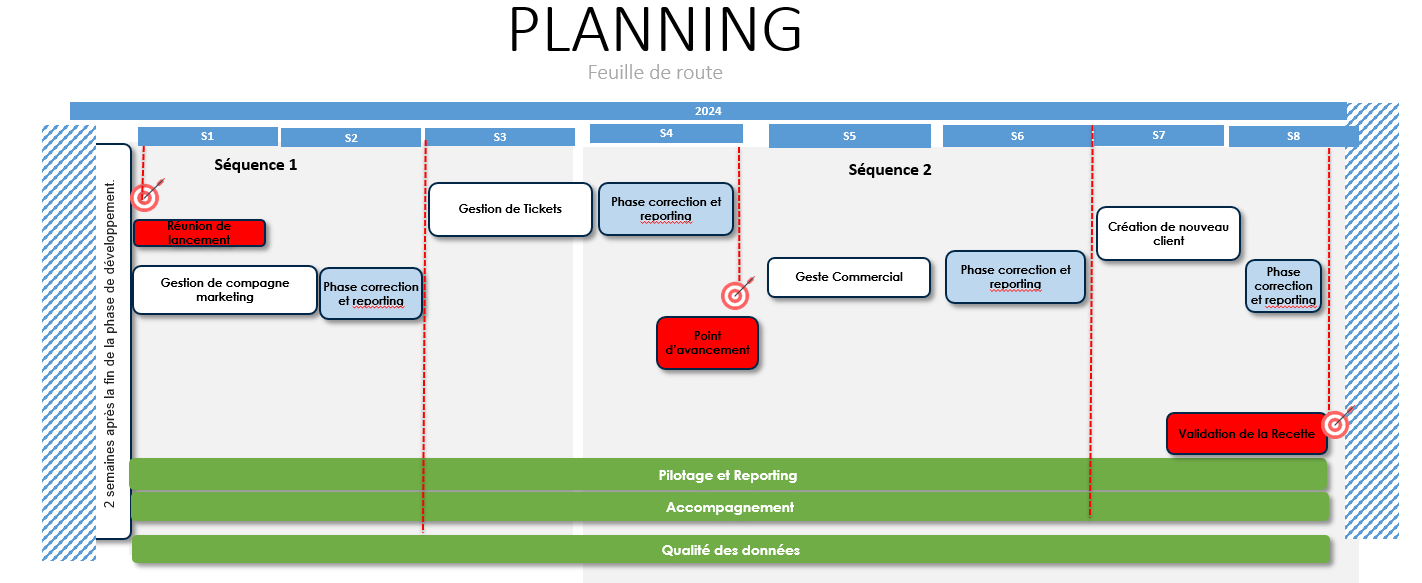 PLANNING
Feuille de route
2024
S1
S2
S3
S4
S5
S6
S7
S8
Séquence 1
Séquence 2
2 semaines après la fin de la phase de développement.
Réunion de
lancement
Gestion de compagne
marketing
Phase correction
et reporting
Gestion de Tickets
Phase correction et
reporting
Point
d'avancement
Geste Commercial
Phase correction et
reporting
Création de nouveau
client
Phase
correction
et reporting
Validation de la Recette
Pilotage et Reporting
Accompagnement
Qualité des données